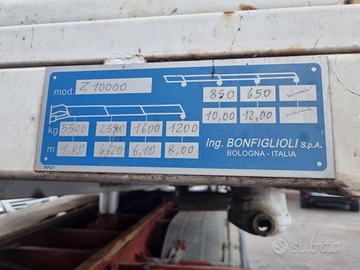 mod. Z 10000
850 650
10,00 12,00
kg 5500 2350 1600 1200
m 1,80 4,20 6,10 8,00
Ing. BONFIGLIOLI S.p.A.
BOLOGNA - ITALIA
subito